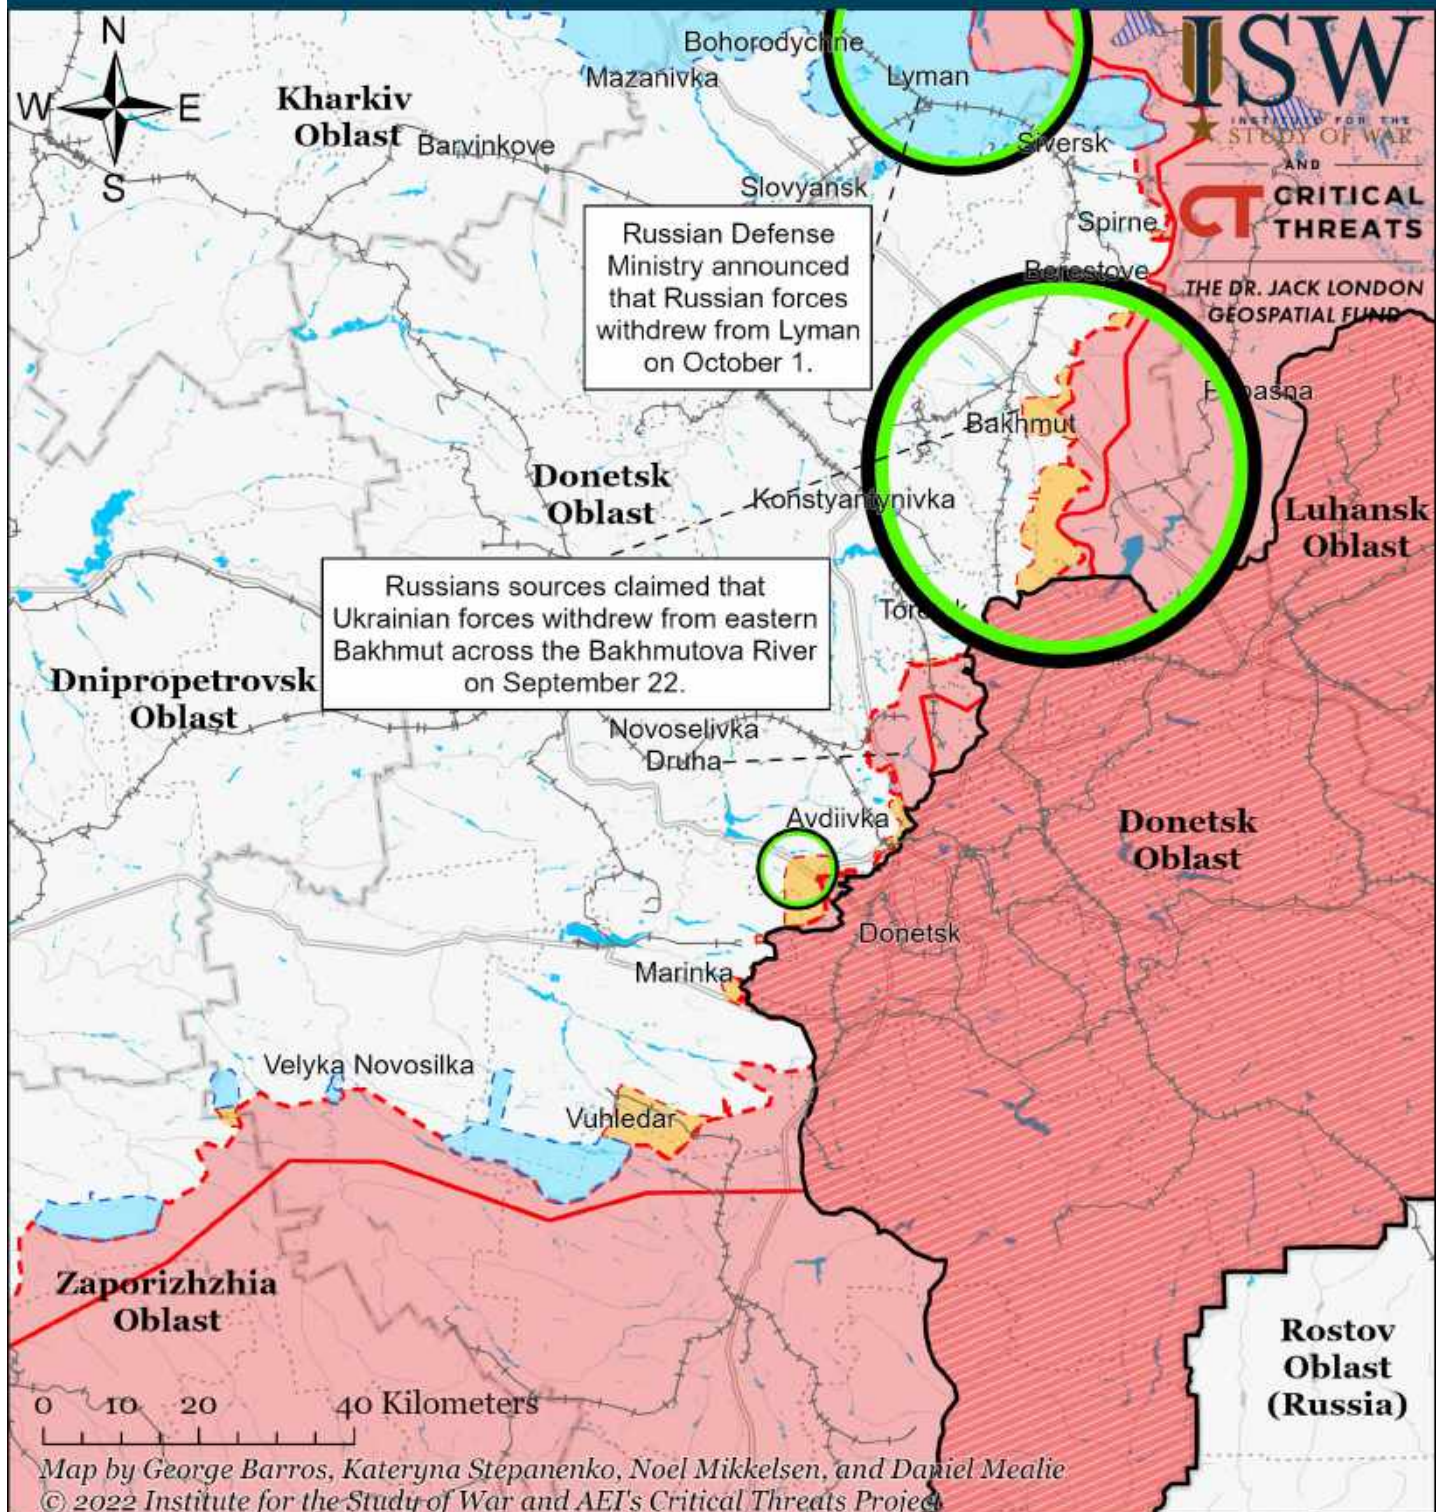 N
W
E
S
Kharkiv
Oblast
Barvinkove
Bohorodychne
Mazanivka
Lyman
Siversk
Slovyansk
Spirne
Berestove
ISW
INSTITUTE FOR THE
STUDY OF WAR
AND
CT CRITICAL
THREATS
THE DR. JACK LONDON
GEOSPATIAL FUND
Russian Defense
Ministry announced
that Russian forces
withdrew from Lyman
on October 1.
Bakhmut
Donetsk
Oblast
Konstyantynivka
Luhansk
Oblast
Russians sources claimed that
Ukrainian forces withdrew from eastern
Bakhmut across the Bakhmutova River
on September 22.
Dnipropetrovsk
Oblast
Novoselivka
Druha
Avdiivka
Donetsk
Oblast
Donetsk
Marinka
Velyka Novosilka
Vuhledar
Zaporizhzhia
Oblast
Rostov
Oblast
(Russia)
0 10 20 40 Kilometers
Map by George Barros, Kateryna Stepanenko, Noel Mikkelsen, and Daniel Mealie
© 2022 Institute for the Study of War and AEI's Critical Threats Project